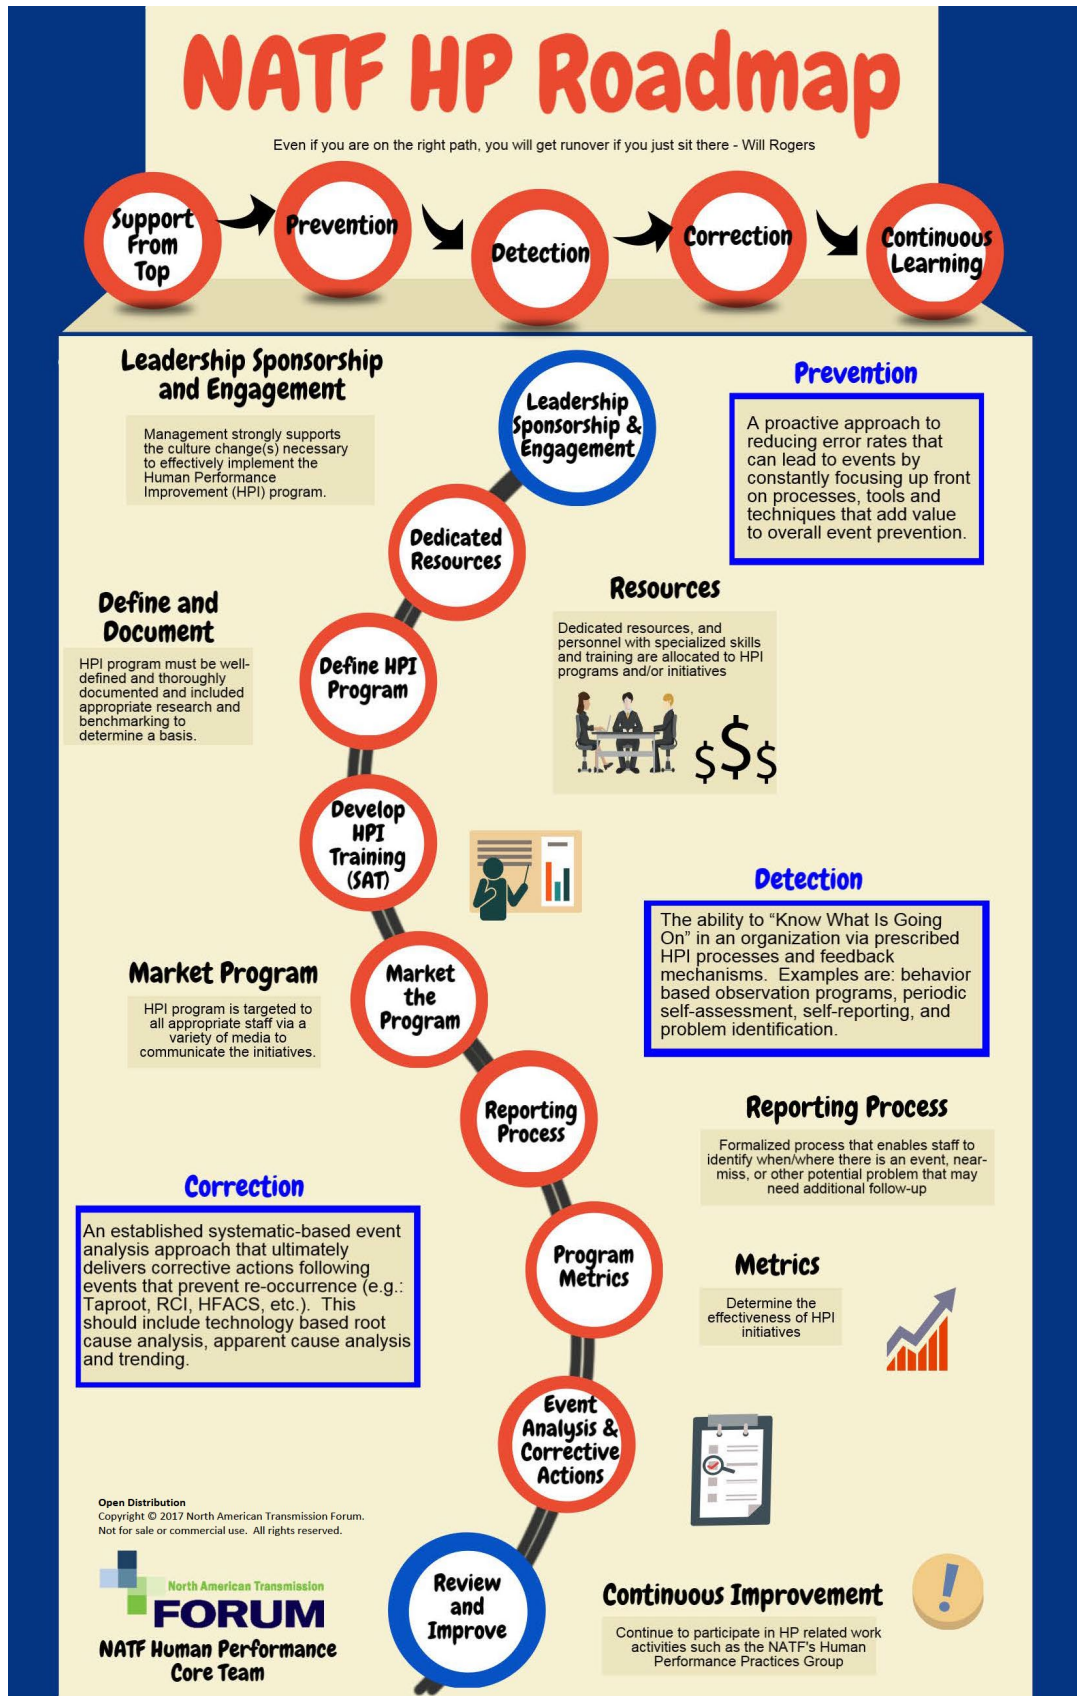 NATF HP Roadmap
Even if you are on the right path, you will get runover if you just sit there - Will Rogers
Support
From
Top
Prevention
Detection
Correction
Continuous
Learning
Leadership Sponsorship
and Engagement
Management strongly supports
the culture change(s) necessary
to effectively implement the
Human Performance
Improvement (HPI) program.
Leadership
Sponsorship &
Engagement
Prevention
A proactive approach to
reducing error rates that
can lead to events by
constantly focusing up front
on processes, tools and
techniques that add value
to overall event prevention.
Dedicated
Resources
Resources
Dedicated resources, and
personnel with specialized skills
and training are allocated to HPI
programs and/or initiatives
$$$
Define and
Document
HPI program must be well-
defined and thoroughly
documented and included
appropriate research and
benchmarking to
determine a basis.
Define HPI
Program
Develop
HPI
Training
(SAT)
Detection
The ability to “Know What Is Going
On” in an organization via prescribed
HPI processes and feedback
mechanisms.  Examples are: behavior
based observation programs, periodic
self-assessment, self-reporting, and
problem identification.
Market Program
HPI program is targeted to
all appropriate staff via a
variety of media to
communicate the initiatives.
Market
the
Program
Reporting
Process
Reporting Process
Formalized process that enables staff to
identify when/where there is an event, near-
miss, or other potential problem that may
need additional follow-up
Correction
An established systematic-based event
analysis approach that ultimately
delivers corrective actions following
events that prevent re-occurrence (e.g.:
Taproot, RCI, HFACS, etc.).  This
should include technology based root
cause analysis, apparent cause analysis
and trending.
Program
Metrics
Metrics
Determine the
effectiveness of HPI
initiatives
Event
Analysis &
Corrective
Actions
Open Distribution
Copyright © 2017 North American Transmission Forum.
Not for sale or commercial use.  All rights reserved.
North American Transmission
FORUM
NATF Human Performance
Core Team
Review
and
Improve
Continuous Improvement
Continue to participate in HP related work
activities such as the NATF's Human
Performance Practices Group
!